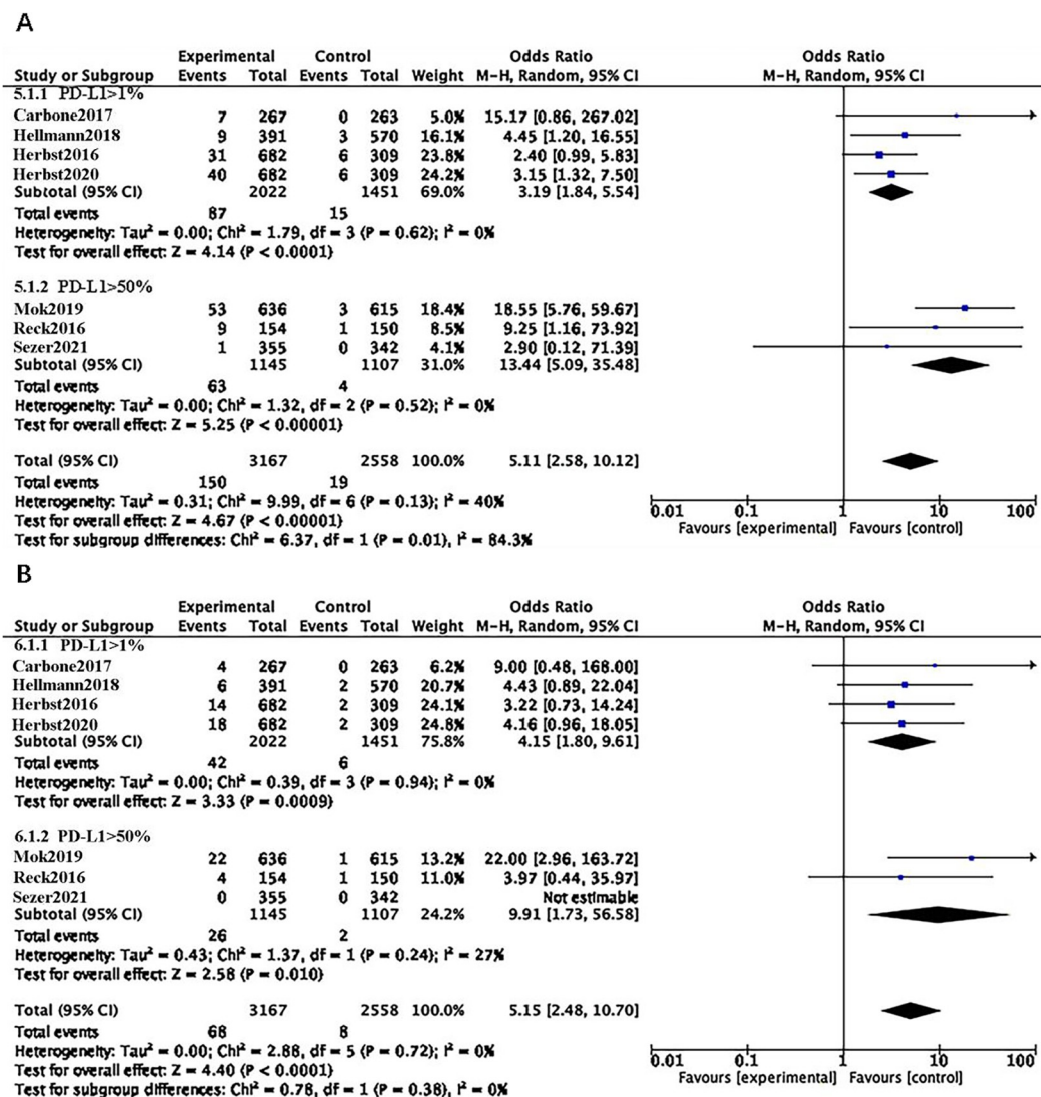 A
Experimental Control Odds Ratio Odds Ratio
Study or Subgroup Events Total Events Total Weight M-H, Random, 95% CI M-H, Random, 95% CI
5.1.1 PD-L1>1%
Carbone2017 7 267 0 263 5.0% 15.17 [0.86, 267.02]
Hellmann2018 9 391 3 570 16.1% 4.45 [1.20, 16.55]
Herbst2016 31 682 6 309 23.8% 2.40 [0.99, 5.83]
Herbst2020 40 682 6 309 24.2% 3.15 [1.32, 7.50]
Subtotal (95% CI) 2022 1451 69.0% 3.19 [1.84, 5.54]
Total events 87 15
Heterogeneity: Tau² = 0.00; Chi² = 1.79, df = 3 (P = 0.62); I² = 0%
Test for overall effect: Z = 4.14 (P < 0.0001)
5.1.2 PD-L1>50%
Mok2019 53 636 3 615 18.4% 18.55 [5.76, 59.67]
Reck2016 9 154 1 150 8.5% 9.25 [1.16, 73.92]
Sezer2021 1 355 0 342 4.1% 2.90 [0.12, 71.39]
Subtotal (95% CI) 1145 1107 31.0% 13.44 [5.09, 35.48]
Total events 63 4
Heterogeneity: Tau² = 0.00; Chi² = 1.32, df = 2 (P = 0.52); I² = 0%
Test for overall effect: Z = 5.25 (P < 0.00001)
Total (95% CI) 3167 2558 100.0% 5.11 [2.58, 10.12]
Total events 150 19
Heterogeneity: Tau² = 0.31; Chi² = 9.99, df = 6 (P = 0.13); I² = 40%
Test for overall effect: Z = 4.67 (P < 0.00001)
Test for subgroup differences: Chi² = 6.37, df = 1 (P = 0.01), I² = 84.3%
0.01 0.1 1 10 100
Favours [experimental] Favours [control]
B
Experimental Control Odds Ratio Odds Ratio
Study or Subgroup Events Total Events Total Weight M-H, Random, 95% CI M-H, Random, 95% CI
6.1.1 PD-L1>1%
Carbone2017 4 267 0 263 6.2% 9.00 [0.48, 168.00]
Hellmann2018 6 391 2 570 20.7% 4.43 [0.89, 22.04]
Herbst2016 14 682 2 309 24.1% 3.22 [0.73, 14.24]
Herbst2020 18 682 2 309 24.8% 4.16 [0.96, 18.05]
Subtotal (95% CI) 2022 1451 75.8% 4.15 [1.80, 9.61]
Total events 42 6
Heterogeneity: Tau² = 0.00; Chi² = 0.39, df = 3 (P = 0.94); I² = 0%
Test for overall effect: Z = 3.33 (P = 0.0009)
6.1.2 PD-L1>50%
Mok2019 22 636 1 615 13.2% 22.00 [2.96, 163.72]
Reck2016 4 154 1 150 11.0% 3.97 [0.44, 35.97]
Sezer2021 0 355 0 342 Not estimable
Subtotal (95% CI) 1145 1107 24.2% 9.91 [1.73, 56.58]
Total events 26 2
Heterogeneity: Tau² = 0.43; Chi² = 1.37, df = 1 (P = 0.24); I² = 27%
Test for overall effect: Z = 2.58 (P = 0.010)
Total (95% CI) 3167 2558 100.0% 5.15 [2.48, 10.70]
Total events 68 8
Heterogeneity: Tau² = 0.00; Chi² = 2.88, df = 5 (P = 0.72); I² = 0%
Test for overall effect: Z = 4.40 (P < 0.0001)
Test for subgroup differences: Chi² = 0.78, df = 1 (P = 0.38), I² = 0%
0.01 0.1 1 10 100
Favours [experimental] Favours [control]